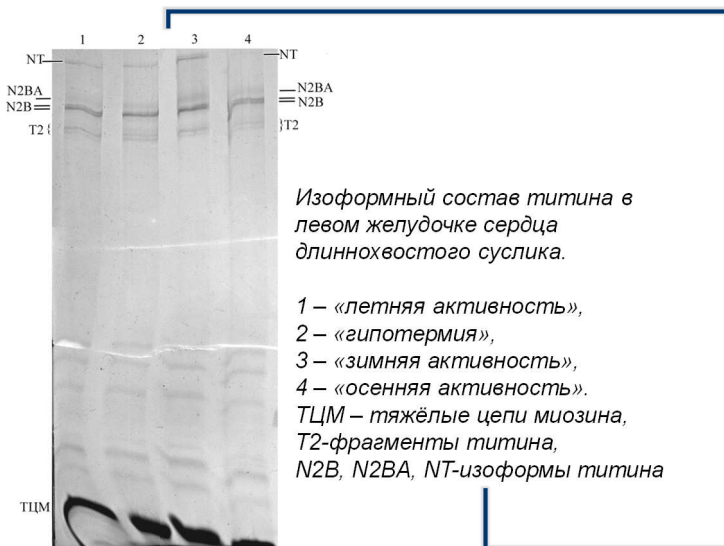 1 2 3 4
NT
NT
N2BA
N2B
T2
N2BA
N2B
T2
ТЦМ
Изоформный состав титина в
левом желудочке сердца
длиннохвостого суслика.
1 – «летняя активность»,
2 – «гипотермия»,
3 – «зимняя активность»,
4 – «осенняя активность».
ТЦМ – тяжёлые цепи миозина,
Т2-фрагменты титина,
N2B, N2BA, NT-изоформы титина